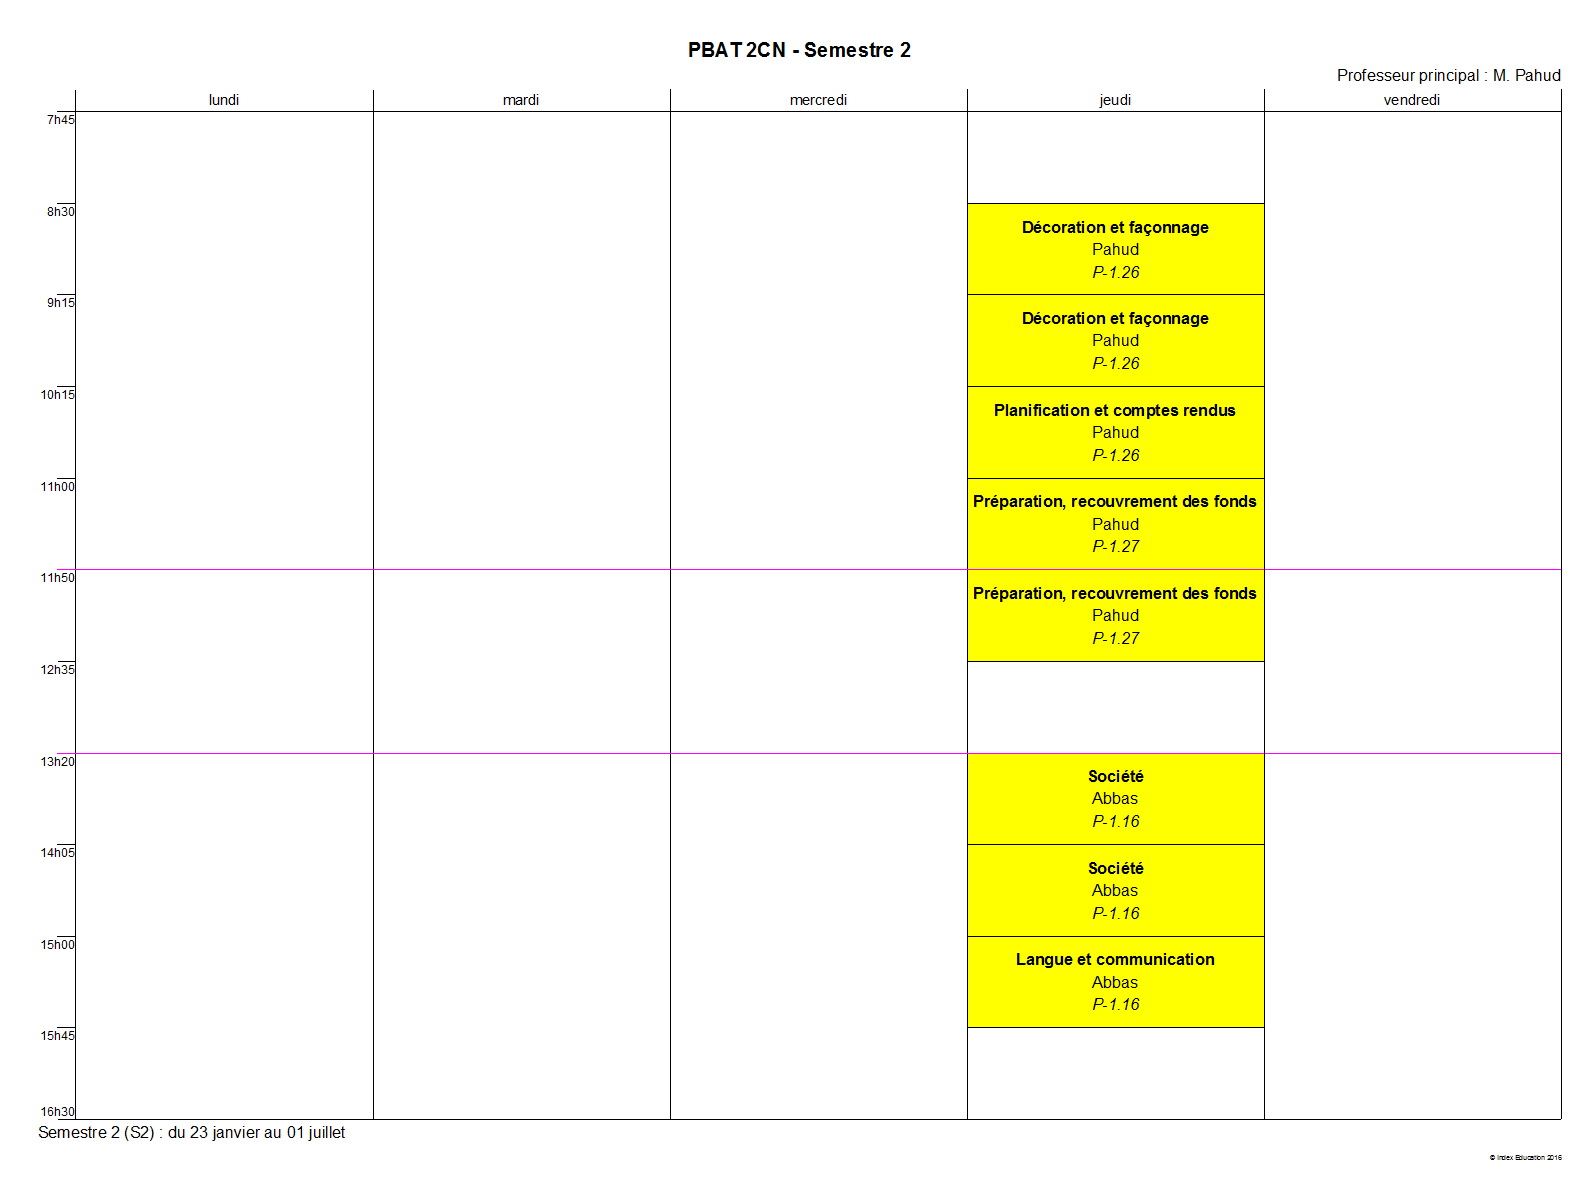 PBAT 2CN - Semestre 2
Professeur principal : M. Pahud
lundi
mardi
mercredi
jeudi
vendredi
7h45
8h30
Décoration et façonnage
Pahud
P-1.26
9h15
Décoration et façonnage
Pahud
P-1.26
10h15
Planification et comptes rendus
Pahud
P-1.26
11h00
Préparation, recouvrement des fonds
Pahud
P-1.27
11h50
Préparation, recouvrement des fonds
Pahud
P-1.27
12h35
13h20
Société
Abbas
P-1.16
14h05
Société
Abbas
P-1.16
15h00
Langue et communication
Abbas
P-1.16
15h45
16h30
Semestre 2 (S2) : du 23 janvier au 01 juillet
© Index Education 2016